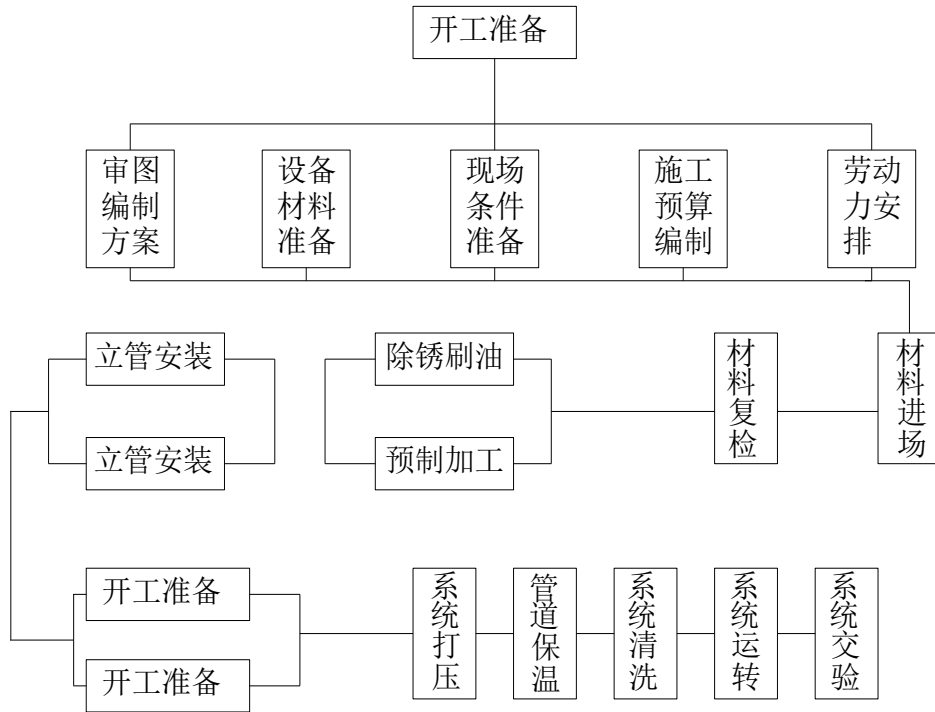 开工准备
审图
编制
方案
设备
材料
准备
现场
条件
准备
施工
预算
编制
劳动
力安
排
立管安装
除锈刷油
材料复检
材料进场
立管安装
预制加工
开工准备
系统打压
管道保温
系统清洗
系统运转
系统交验
开工准备